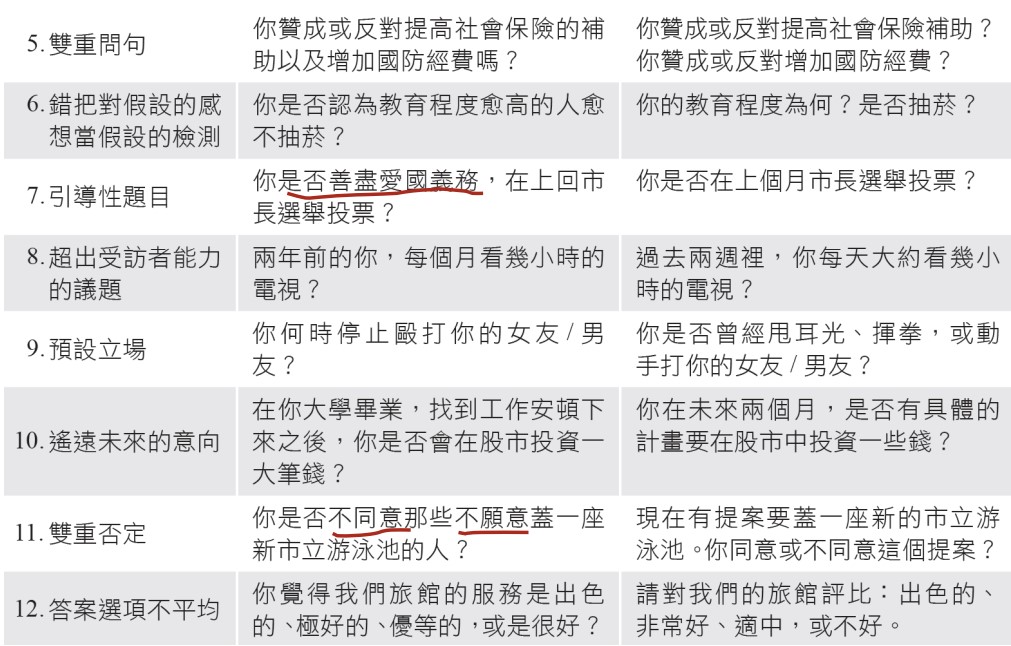 5. 雙重問句
你贊成或反對提高社會保險的補
助以及增加國防經費嗎？
你贊成或反對提高社會保險補助？
你贊成或反對增加國防經費？
6. 錯把對假設的感
想當假設的檢測
你是否認為教育程度愈高的人愈
不抽菸？
你的教育程度為何？是否抽菸？
7. 引導性題目
你是否善盡愛國義務，在上回市
長選舉投票？
你是否在上個月市長選舉投票？
8. 超出受訪者能力
的議題
兩年前的你，每個月看幾小時的
電視？
過去兩週裡，你每天大約看幾小
時的電視？
9. 預設立場
你何時停止毆打你的女友 / 男
友？
你是否曾經甩耳光、揮拳，或動
手打你的女友 / 男友？
10. 遙遠未來的意向
在你大學畢業，找到工作安頓下
來之後，你是否會在股市投資一
大筆錢？
你在未來兩個月，是否有具體的
計畫要在股市中投資一些錢？
11. 雙重否定
你是否不同意那些不願意蓋一座
新市立游泳池的人？
現在有提案要蓋一座新的市立游
泳池。你同意或不同意這個提案？
12. 答案選項不平均
你覺得我們旅館的服務是出色
的、極好的、優等的，或是很好？
請對我們的旅館評比：出色的、
非常好、適中，或不好。